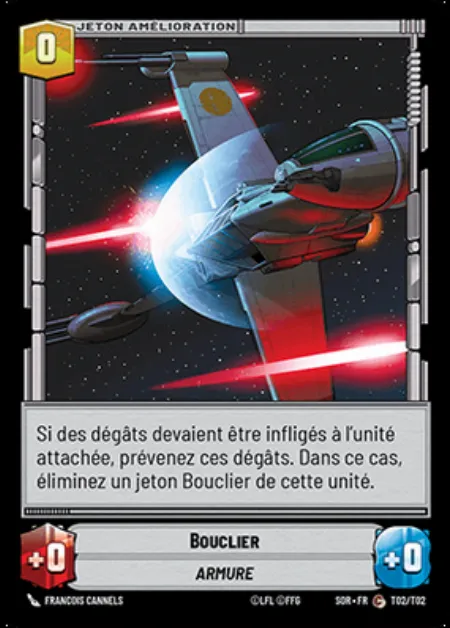 JETON AMÉLIORATION
0
Si des dégâts devaient être infligés à l'unité
attachée, prévenez ces dégâts. Dans ce cas,
éliminez un jeton Bouclier de cette unité.
BOUCLIER
+0
ARMURE
+0
FRANCOIS CANNELS
©LFL ©FFG
SOR • FR C T02/T02